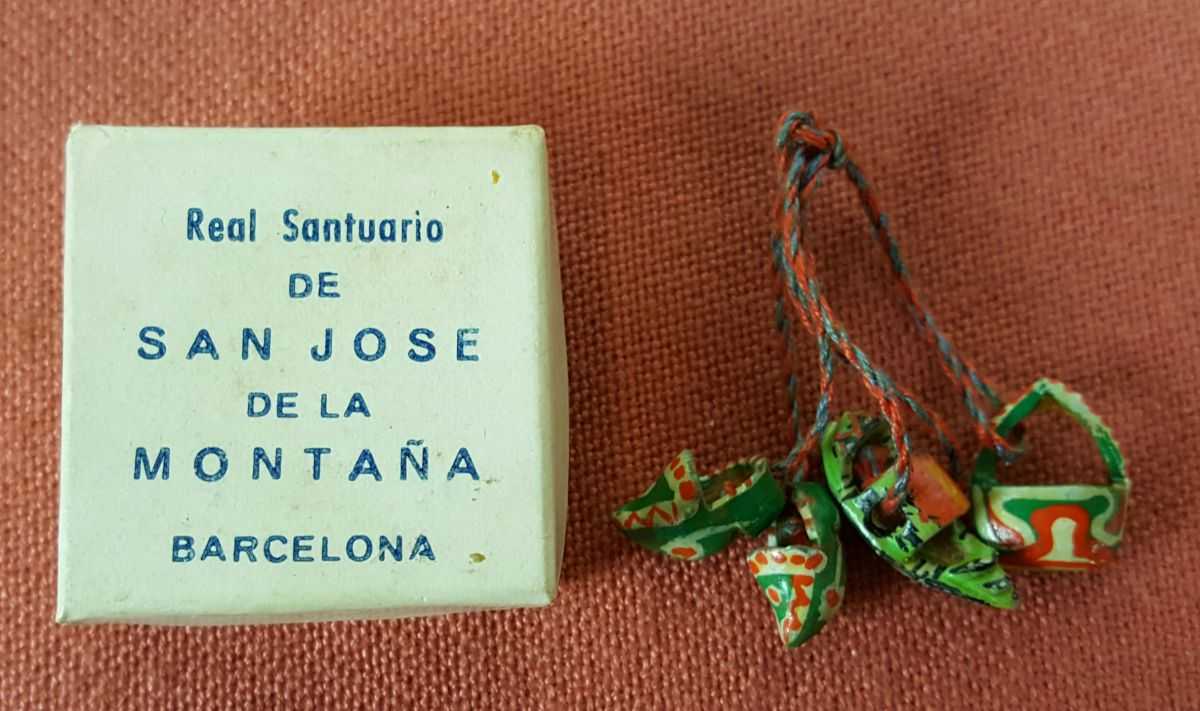 Real Santuario
DE
SAN JOSE
DE LA
MONTAÑA
BARCELONA